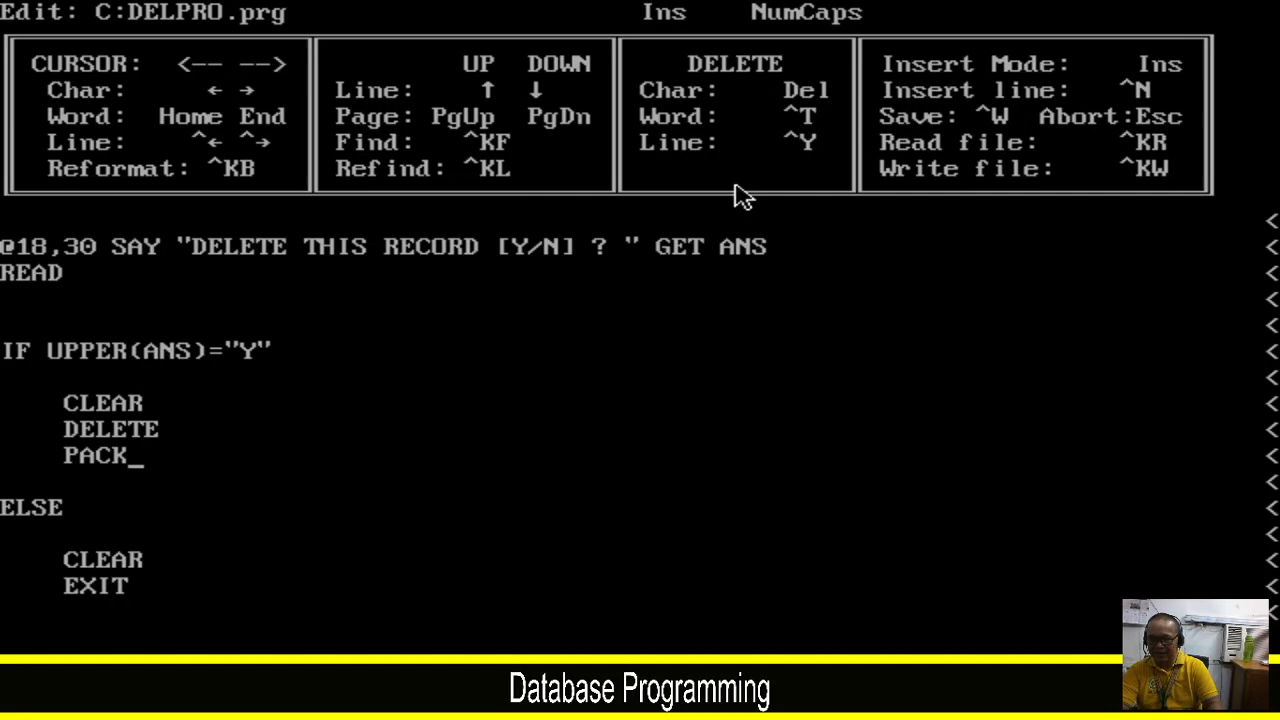 Edit: C:DELPRO.prg Ins NumCaps
CURSOR: <-- --> UP DOWN DELETE Insert Mode: Ins
Char: ← → Line: ↑ ↓ Char: Del Insert line: ^N
Word: Home End Page: PgUp PgDn Word: ^T Save: ^W Abort:Esc
Line: ^← ^→ Find: ^KF Line: ^Y Read file: ^KR
Reformat: ^KB Refind: ^KL Write file: ^KW
<
@18,30 SAY "DELETE THIS RECORD [Y/N] ? " GET ANS <
READ <
<
<
IF UPPER(ANS)="Y" <
<
CLEAR <
DELETE <
PACK_ <
<
ELSE <
<
CLEAR <
EXIT <
<
Database Programming